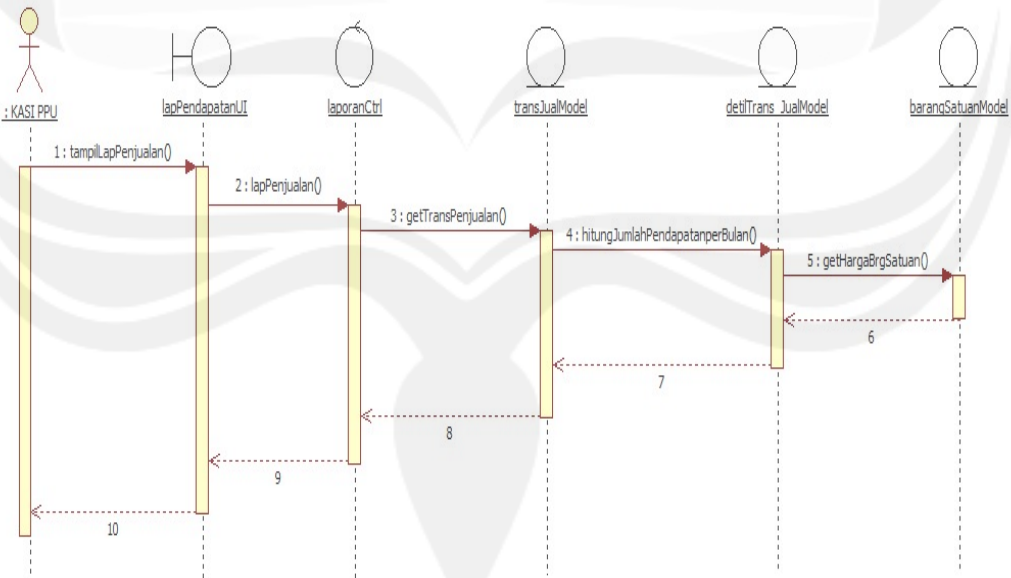 : KASI PPU
lapPendapatanUI
laporanCtrl
transJualModel
detilTrans_JualModel
barangSatuanModel
1 : tampilLapPenjualan()
2 : lapPenjualan()
3 : getTransPenjualan()
4 : hitungJumlahPendapatanperBulan()
5 : getHargaBrgSatuan()
6
7
8
9
10